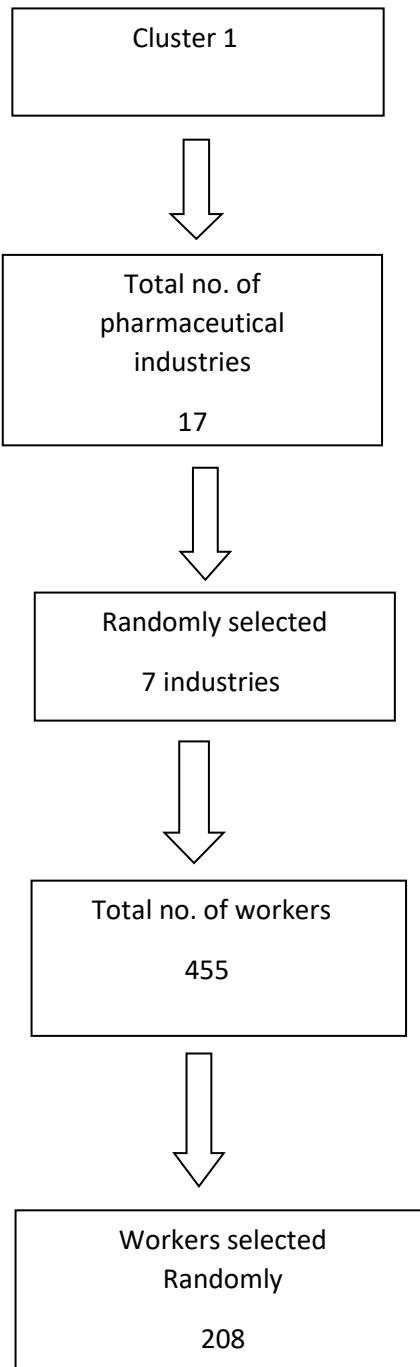 Cluster 1
Total no. of
pharmaceutical
industries
17
Randomly selected
7 industries
Total no. of workers
455
Workers selected
Randomly
208